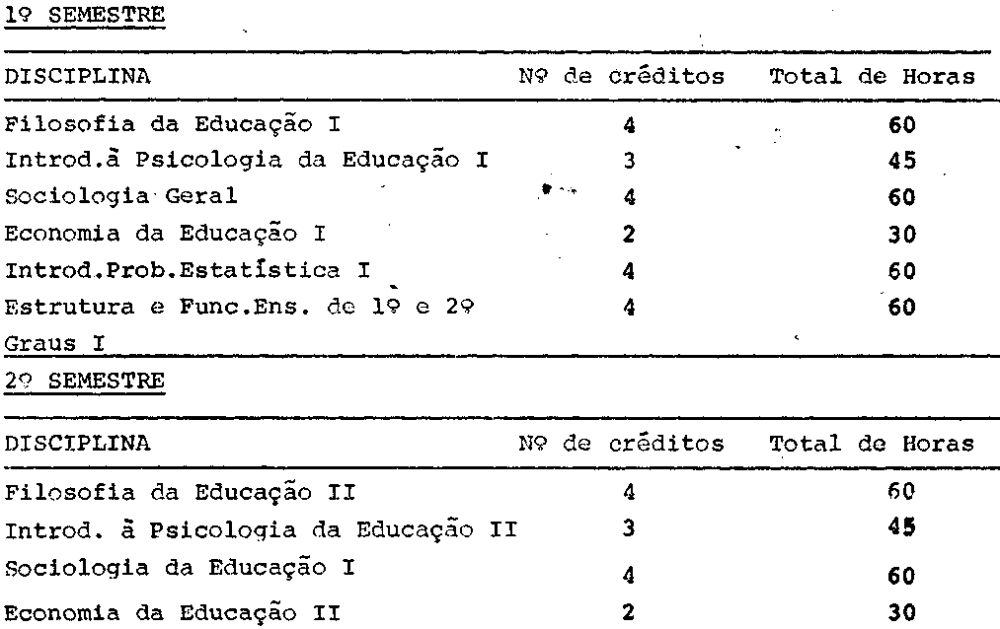 1º SEMESTRE
DISCIPLINA Nº de créditos Total de Horas
Filosofia da Educação I 4 60
Introd.à Psicologia da Educação I 3 45
Sociologia Geral 4 60
Economia da Educação I 2 30
Introd.Prob.Estatística I 4 60
Estrutura e Func.Ens. de 1º e 2º 4 60
Graus I
2º SEMESTRE
DISCIPLINA Nº de créditos Total de Horas
Filosofia da Educação II 4 60
Introd. à Psicologia da Educação II 3 45
Sociologia da Educação I 4 60
Economia da Educação II 2 30